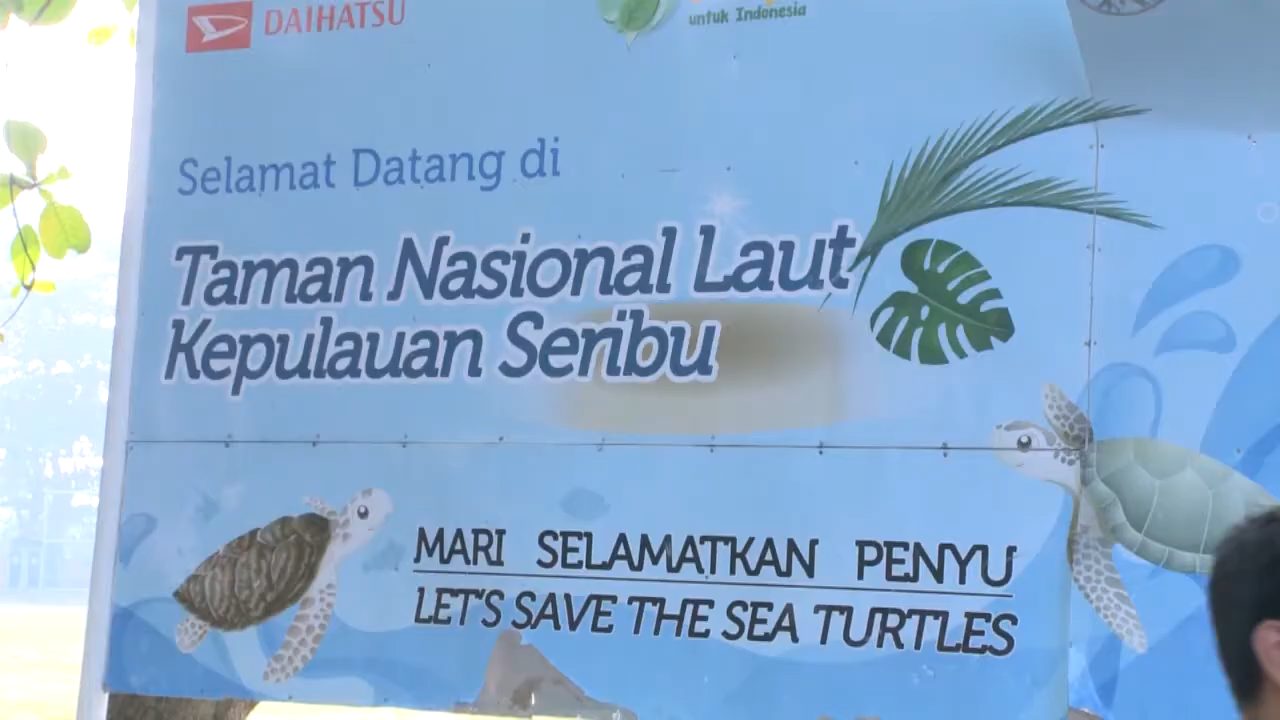 DAIHATSU
untuk Indonesia
Selamat Datang di
Taman Nasional Laut
Kepulauan Seribu
MARI SELAMATKAN PENYU
LET'S SAVE THE SEA TURTLES